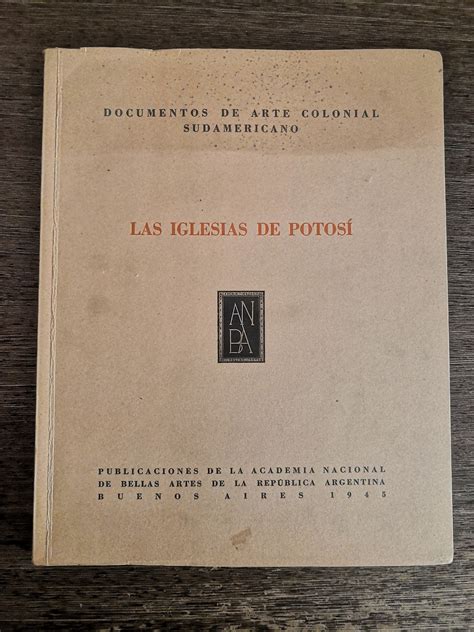 DOCUMENTOS DE ARTE COLONIAL
SUDAMERICANO
LAS IGLESIAS DE POTOSÍ
AN
BA
PUBLICACIONES DE LA ACADEMIA NACIONAL
DE BELLAS ARTES DE LA REPÚBLICA ARGENTINA
BUENOS AIRES 1945